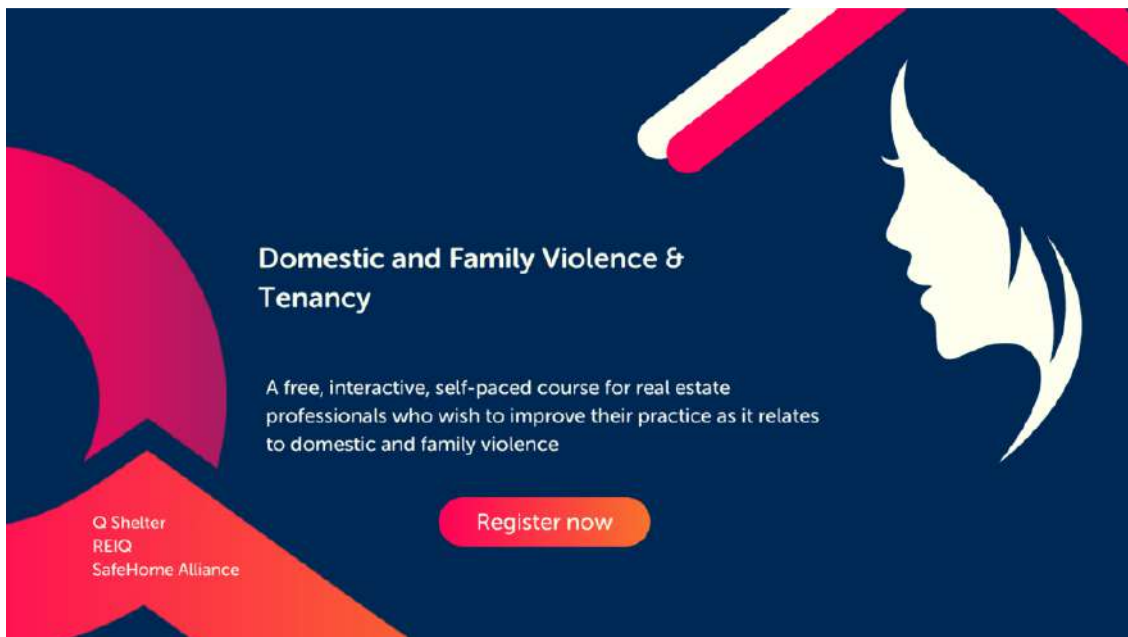 Domestic and Family Violence &
Tenancy
A free, interactive, self-paced course for real estate
professionals who wish to improve their practice as it relates
to domestic and family violence
Register now
Q Shelter
REIQ
SafeHome Alliance